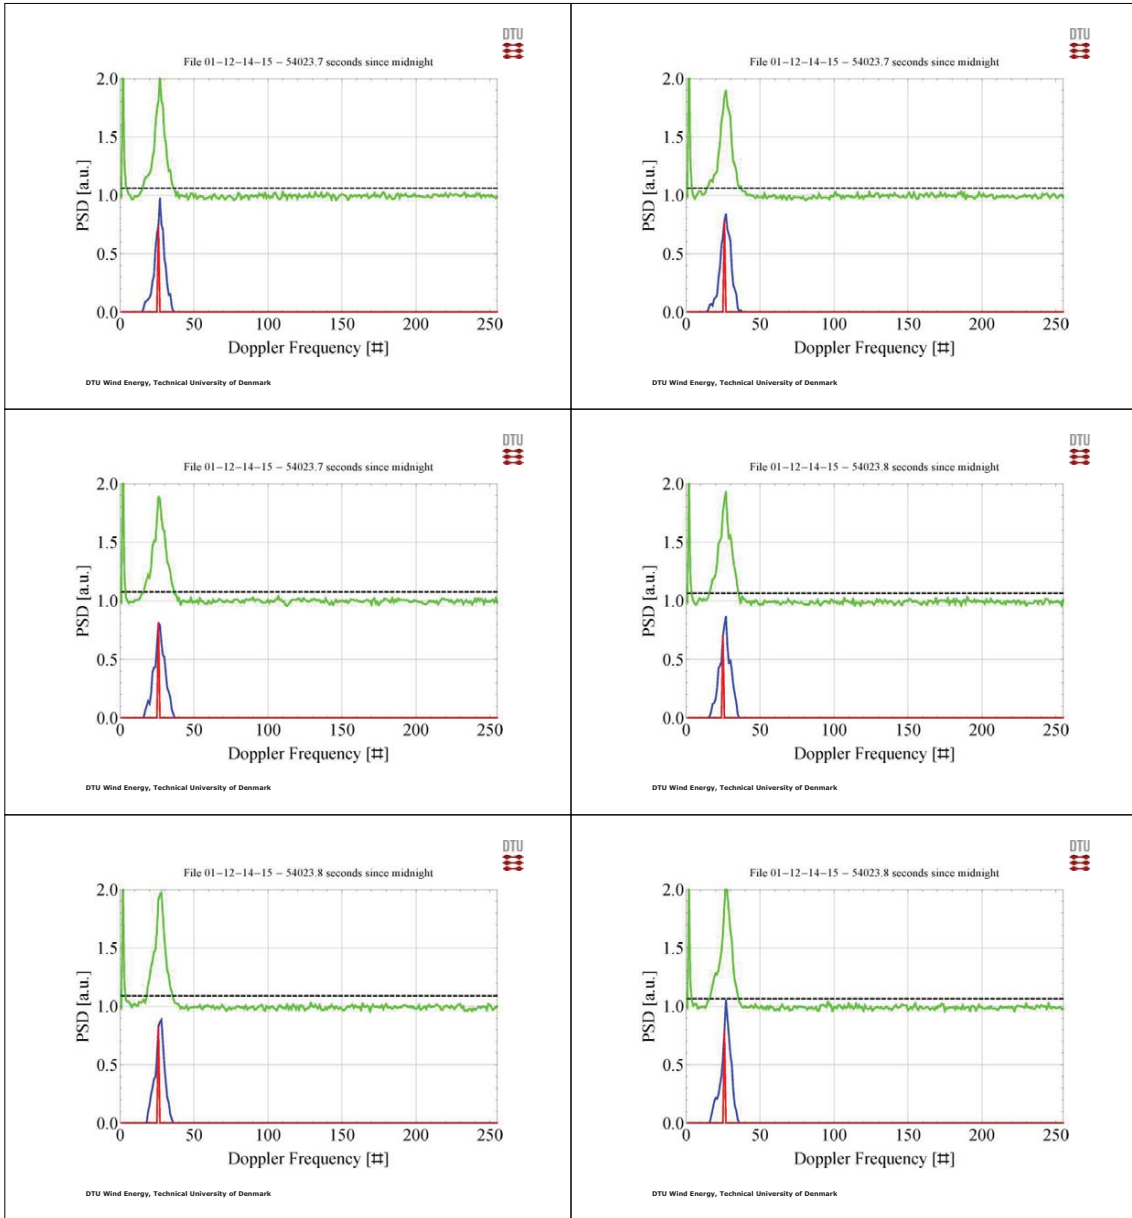 DTU
File 01−12−14−15 − 54023.7 seconds since midnight
2.0
1.5
1.0
0.5
0.0
PSD [a.u.]
0 50 100 150 200 250
Doppler Frequency [#]
DTU Wind Energy, Technical University of Denmark
DTU
File 01−12−14−15 − 54023.7 seconds since midnight
2.0
1.5
1.0
0.5
0.0
PSD [a.u.]
0 50 100 150 200 250
Doppler Frequency [#]
DTU Wind Energy, Technical University of Denmark
DTU
File 01−12−14−15 − 54023.7 seconds since midnight
2.0
1.5
1.0
0.5
0.0
PSD [a.u.]
0 50 100 150 200 250
Doppler Frequency [#]
DTU Wind Energy, Technical University of Denmark
DTU
File 01−12−14−15 − 54023.8 seconds since midnight
2.0
1.5
1.0
0.5
0.0
PSD [a.u.]
0 50 100 150 200 250
Doppler Frequency [#]
DTU Wind Energy, Technical University of Denmark
DTU
File 01−12−14−15 − 54023.8 seconds since midnight
2.0
1.5
1.0
0.5
0.0
PSD [a.u.]
0 50 100 150 200 250
Doppler Frequency [#]
DTU Wind Energy, Technical University of Denmark
DTU
File 01−12−14−15 − 54023.8 seconds since midnight
2.0
1.5
1.0
0.5
0.0
PSD [a.u.]
0 50 100 150 200 250
Doppler Frequency [#]
DTU Wind Energy, Technical University of Denmark